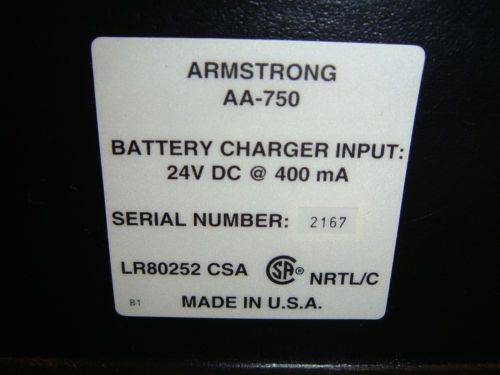 ARMSTRONG
AA-750
BATTERY CHARGER INPUT:
24V DC @ 400 mA
SERIAL NUMBER: 2167
LR80252 CSA SA® NRTL/C
B1 MADE IN U.S.A.